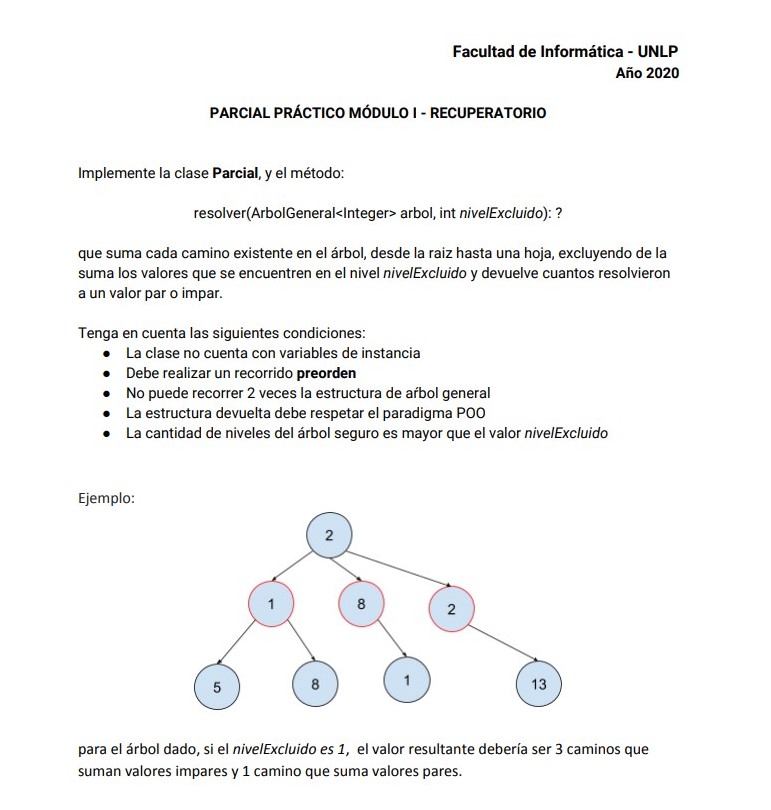 Facultad de Informática - UNLP
Año 2020
PARCIAL PRÁCTICO MÓDULO I - RECUPERATORIO
Implemente la clase Parcial, y el método:
resolver(ArbolGeneral<Integer> arbol, int nivelExcluido): ?
que suma cada camino existente en el árbol, desde la raiz hasta una hoja, excluyendo de la
suma los valores que se encuentren en el nivel nivelExcluido y devuelve cuantos resolvieron
a un valor par o impar.
Tenga en cuenta las siguientes condiciones:
● La clase no cuenta con variables de instancia
● Debe realizar un recorrido preorden
● No puede recorrer 2 veces la estructura de aŕbol general
● La estructura devuelta debe respetar el paradigma POO
● La cantidad de niveles del árbol seguro es mayor que el valor nivelExcluido
Ejemplo:
2
1 8 2
5 8 1 13
para el árbol dado, si el nivelExcluido es 1, el valor resultante debería ser 3 caminos que
suman valores impares y 1 camino que suma valores pares.